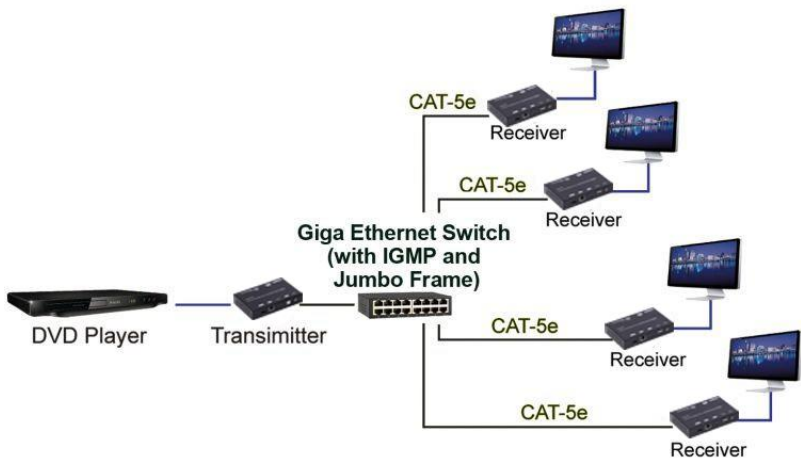 CAT-5e
Receiver
CAT-5e
Receiver
Giga Ethernet Switch
(with IGMP and
Jumbo Frame)
DVD Player
Transimitter
CAT-5e
Receiver
CAT-5e
Receiver